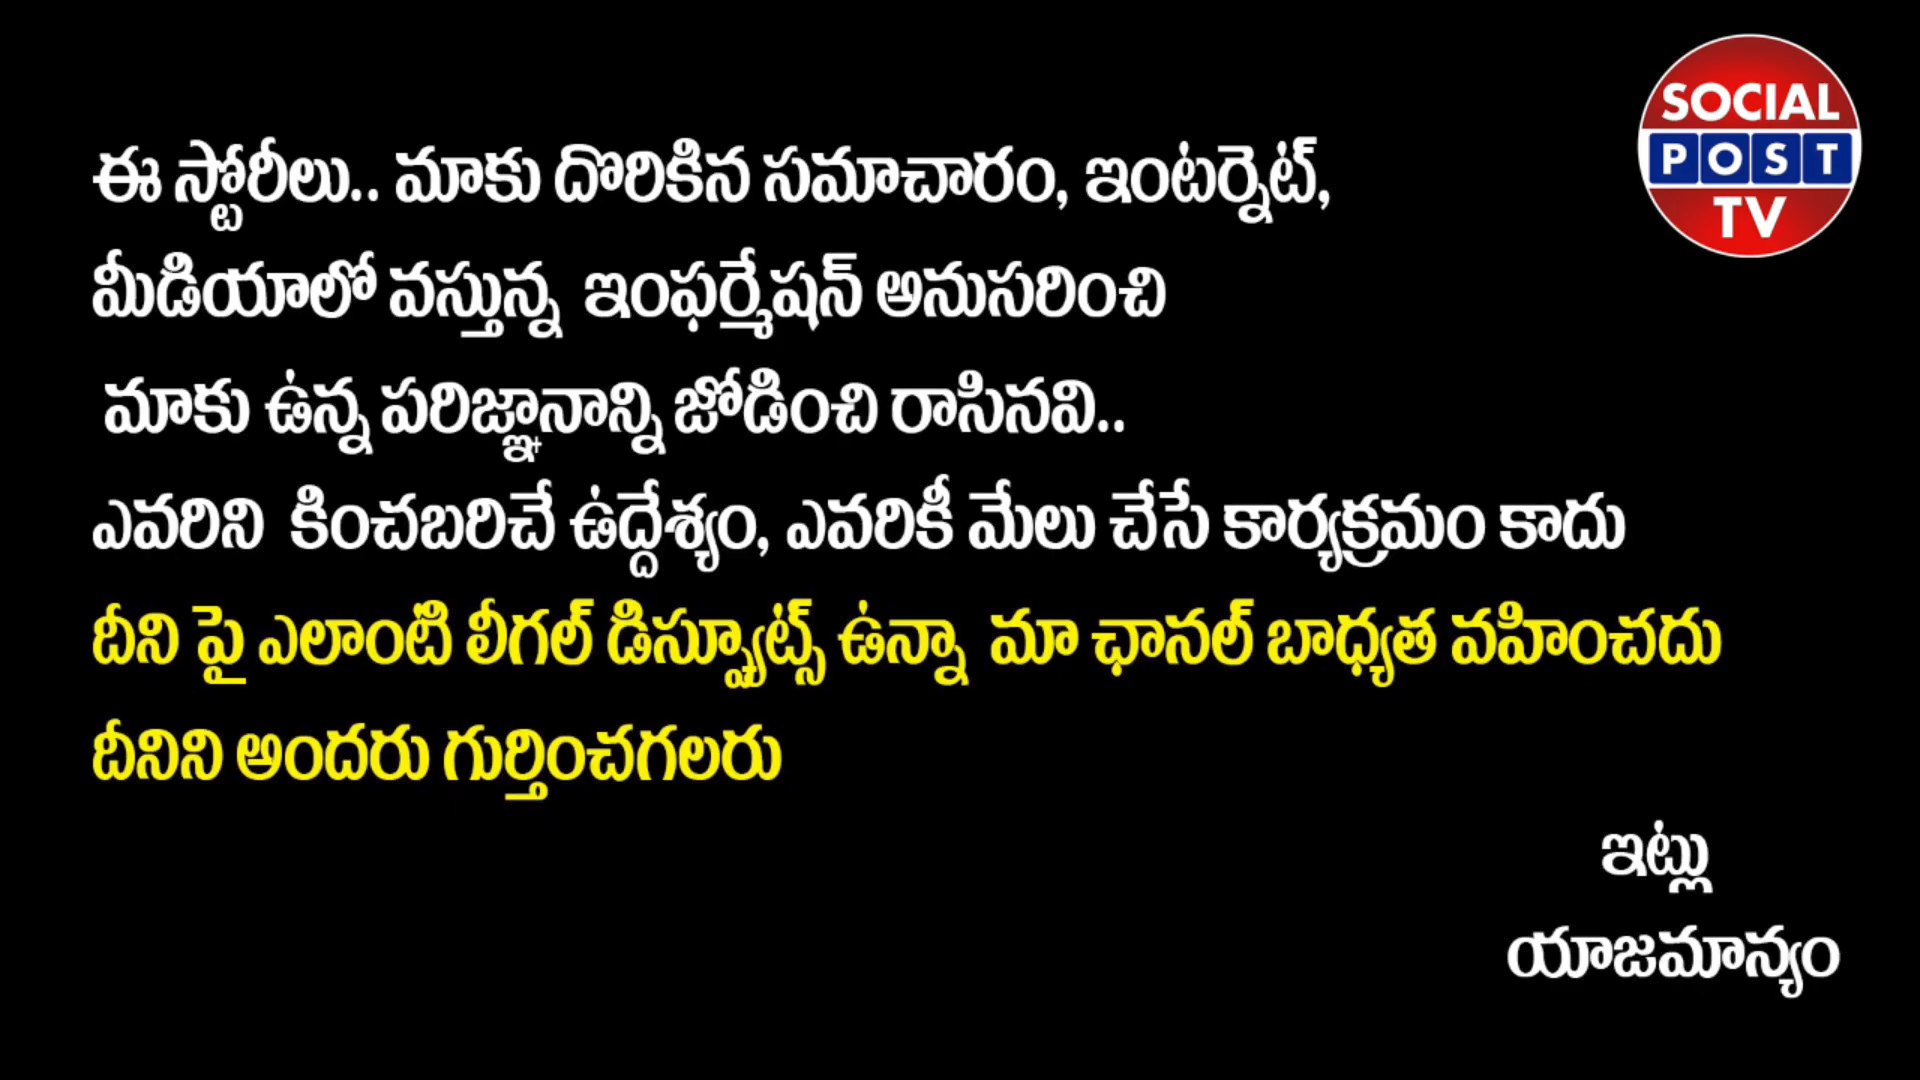 SOCIAL
POST
TV
ఈ స్టోరీలు.. మాకు దొరికిన సమాచారం, ఇంటర్నెట్,
మీడియాలో వస్తున్న ఇంఫర్మేషన్ అనుసరించి
మాకు ఉన్న పరిజ్ఞానాన్ని జోడించి రాసినవి..
ఎవరిని కించబరిచే ఉద్దేశ్యం, ఎవరికీ మేలు చేసే కార్యక్రమం కాదు
దీని పై ఎలాంటి లీగల్ డిస్ప్యూట్స్ ఉన్నా మా ఛానల్ బాధ్యత వహించదు
దీనిని అందరు గుర్తించగలరు
ఇట్లు
యాజమాన్యం